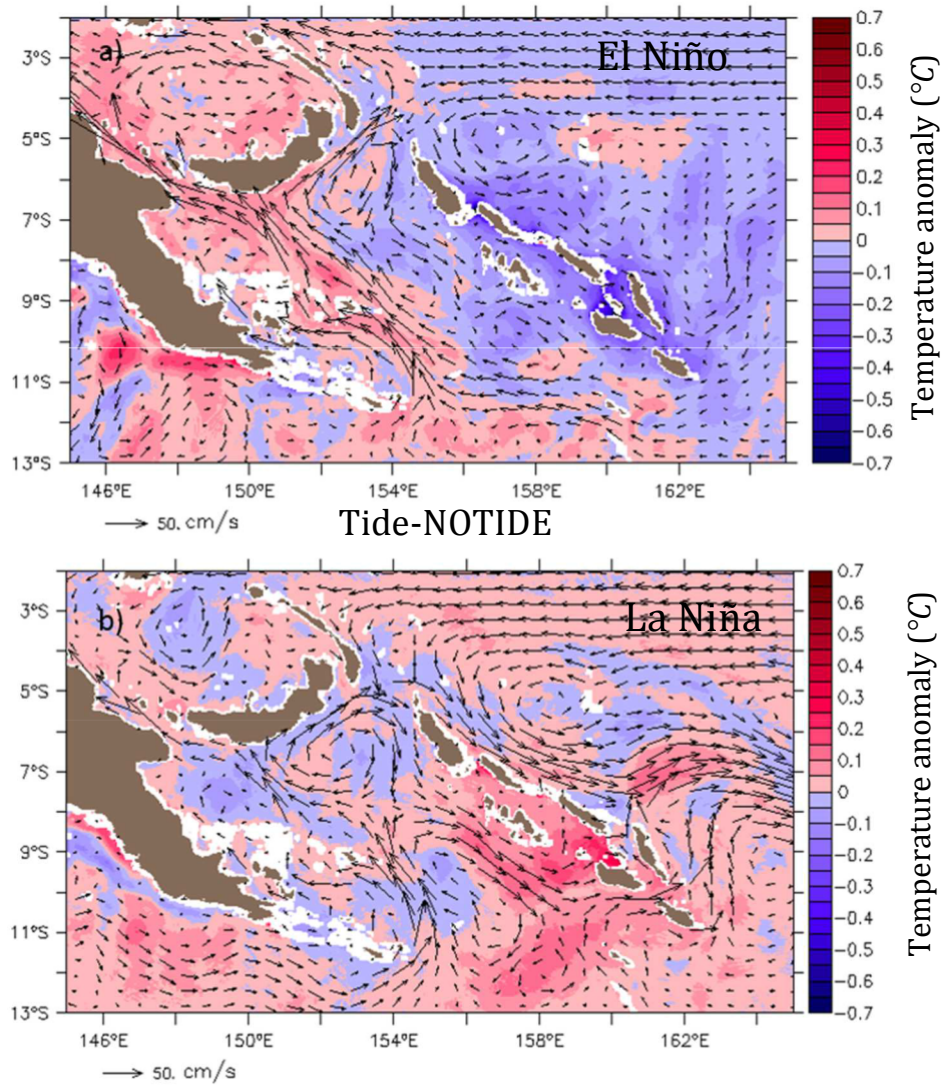 a)
El Niño
3°S
5°S
7°S
9°S
11°S
13°S
146°E 150°E 154°E 158°E 162°E
50. cm/s
0.7
0.6
0.5
0.4
0.3
0.2
0.1
0
−0.1
−0.2
−0.3
−0.4
−0.5
−0.6
−0.7
Temperature anomaly (°C)
Tide-NOTIDE
b)
La Niña
3°S
5°S
7°S
9°S
11°S
13°S
146°E 150°E 154°E 158°E 162°E
50. cm/s
0.7
0.6
0.5
0.4
0.3
0.2
0.1
0
−0.1
−0.2
−0.3
−0.4
−0.5
−0.6
−0.7
Temperature anomaly (°C)